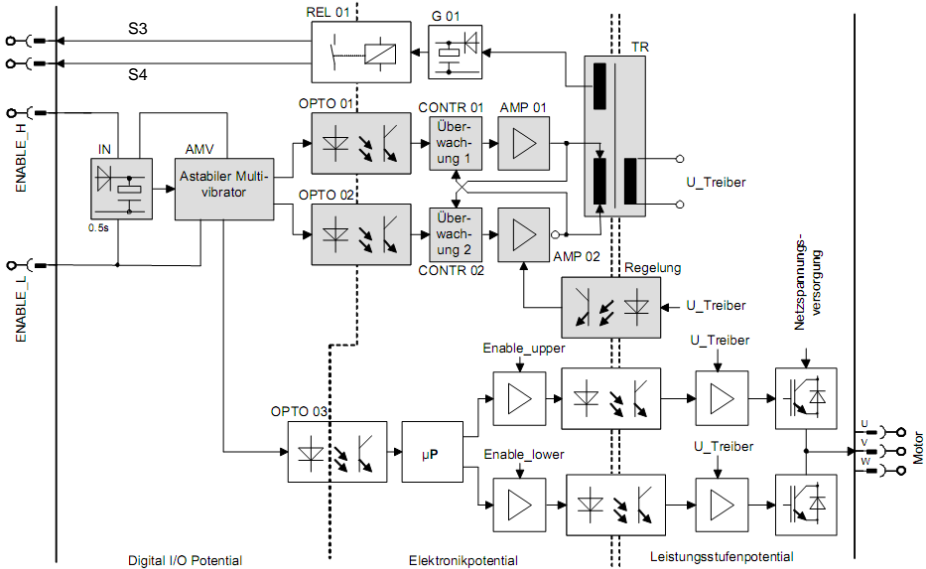 REL 01
G 01
S3
S4
TR
OPTO 01
CONTR 01
AMP 01
Über-
wachung 1
ENABLE_H
IN
AMV
Astabiler Multi-
vibrator
0.5s
OPTO 02
Über-
wachung 2
CONTR 02
AMP 02
U_Treiber
ENABLE_L
Regelung
U_Treiber
Netzspannungs-
versorgung
Enable_upper
U_Treiber
OPTO 03
µP
Enable_lower
U_Treiber
U
V
W
Motor
Digital I/O Potential
Elektronikpotential
Leistungsstufenpotential